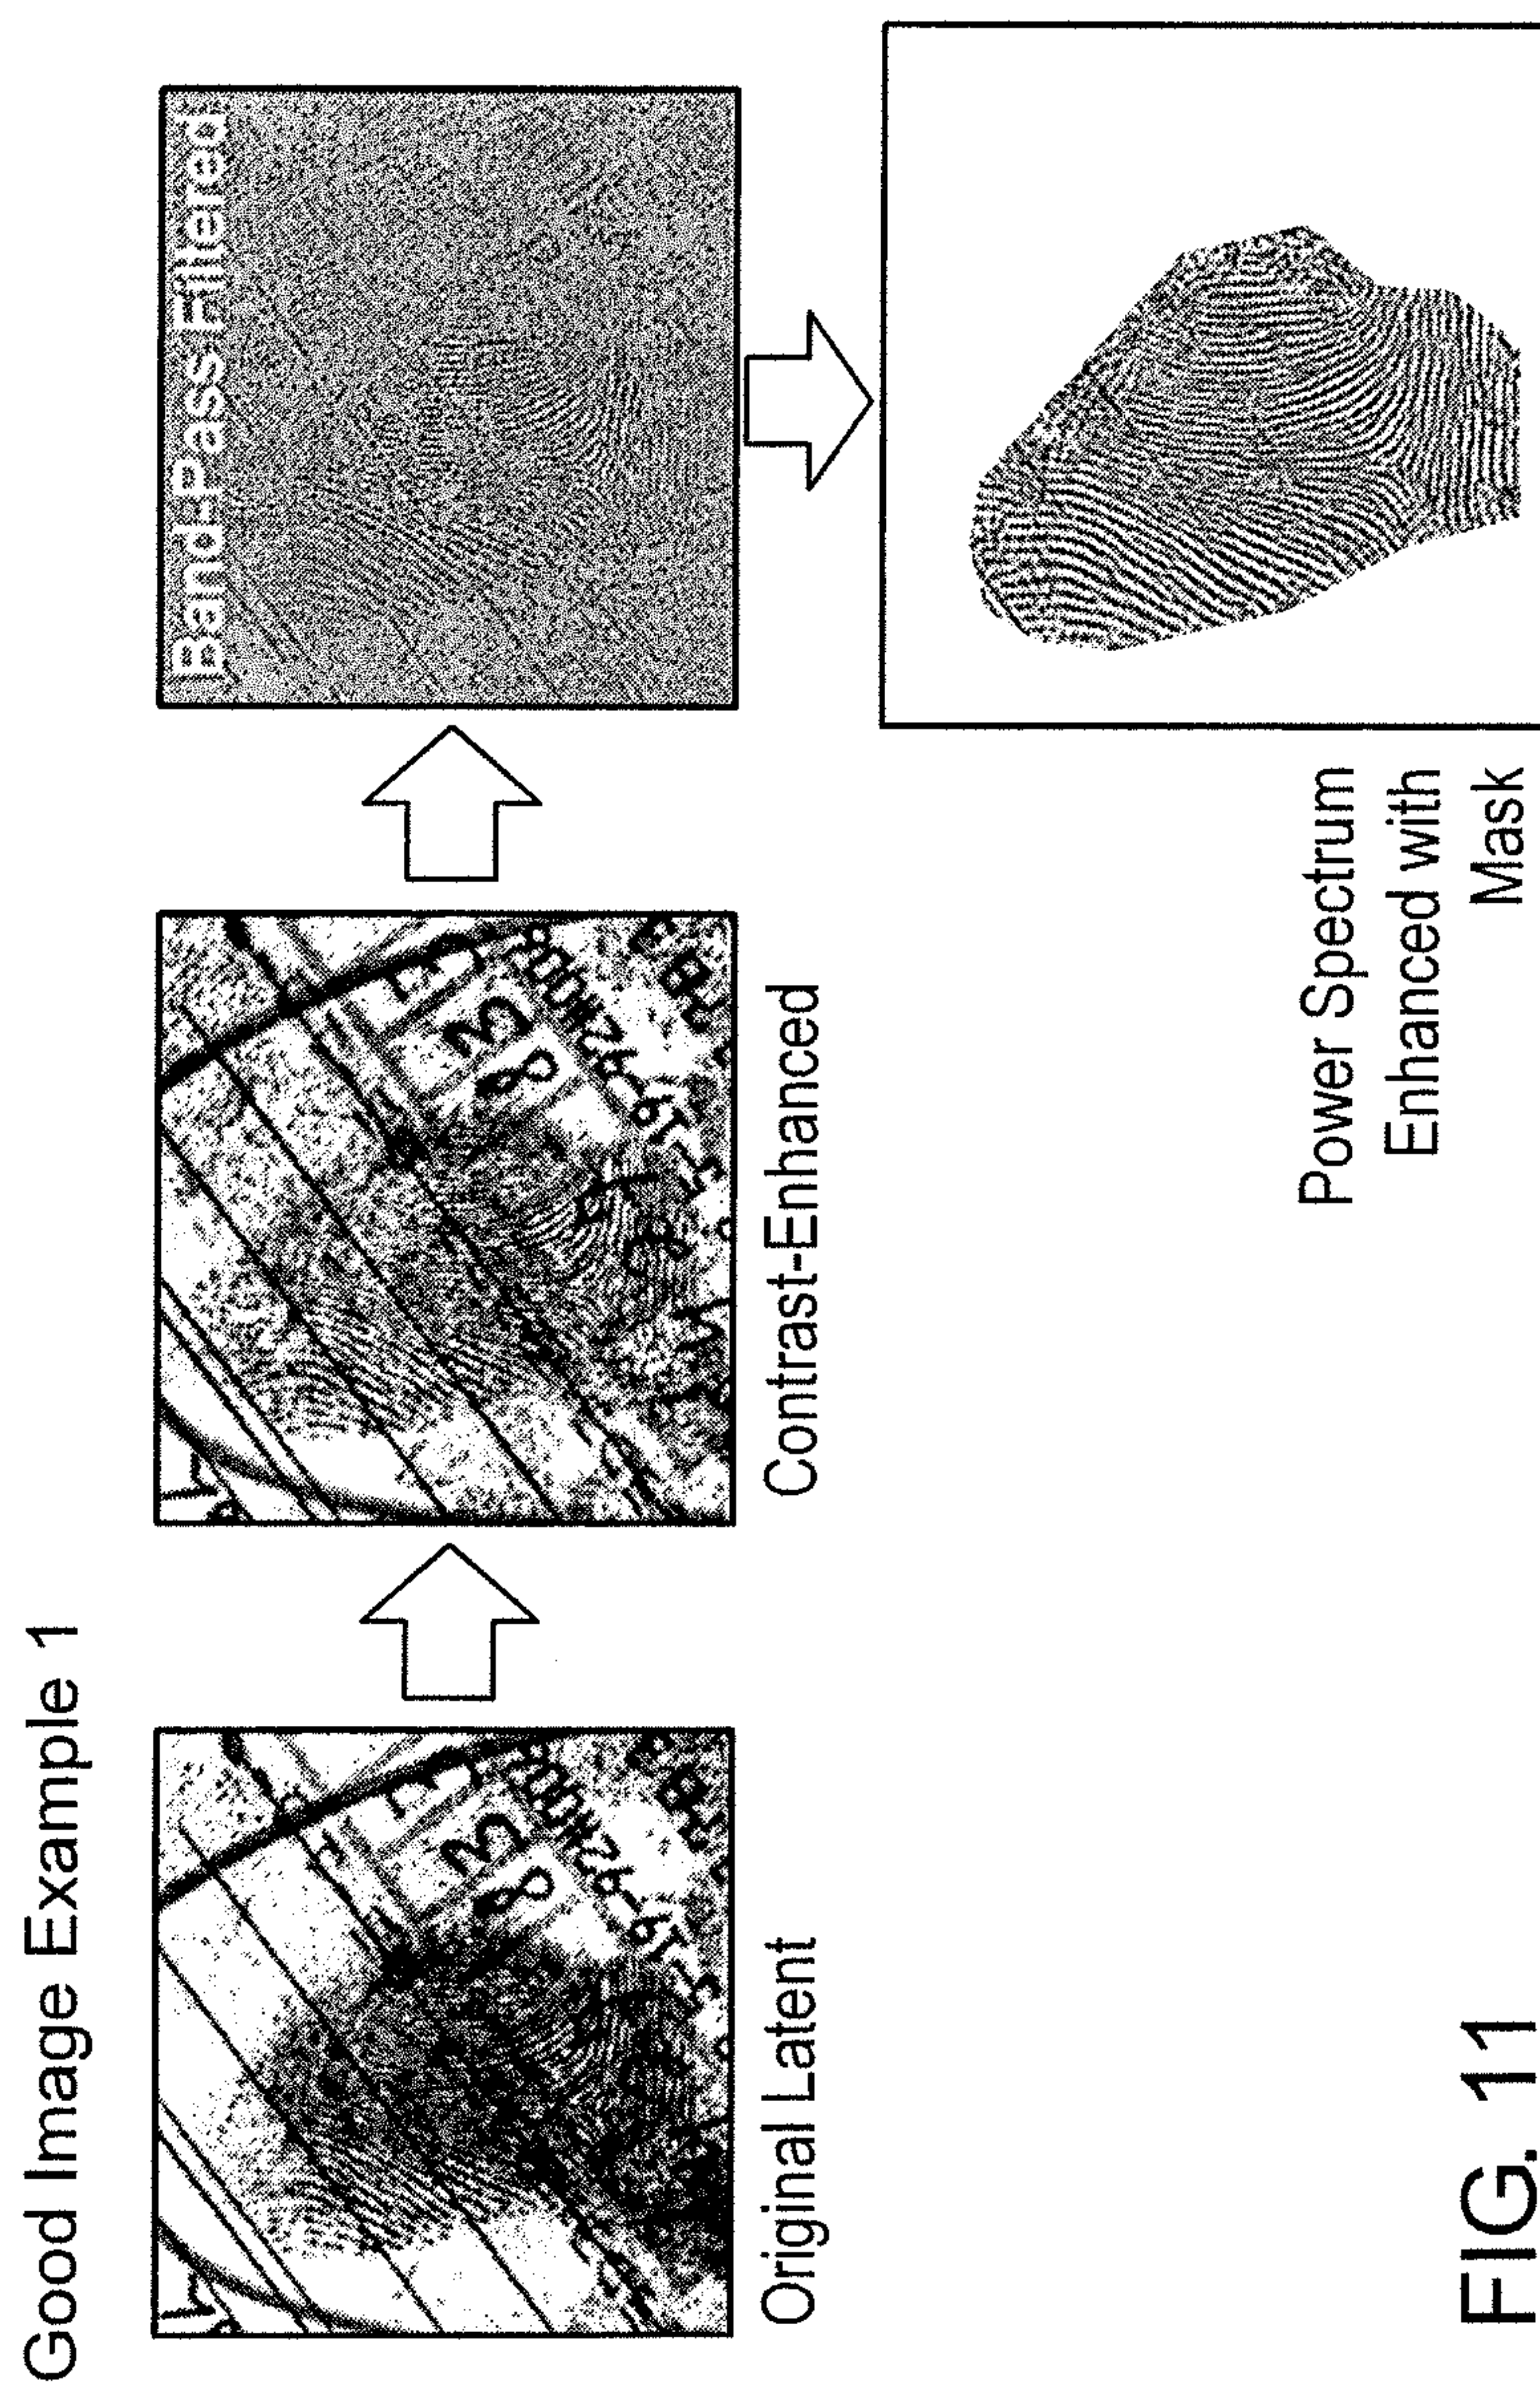 Good Image Example 1
Original Latent
Contrast-Enhanced
Band-Pass Filtered
Power Spectrum
Enhanced with
Mask
FIG. 11